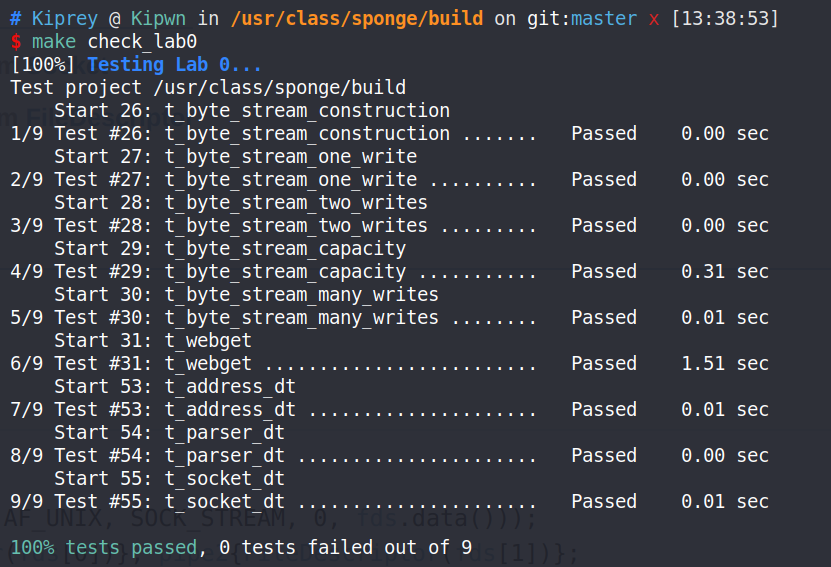 # Kiprey @ Kipwn in /usr/class/sponge/build on git:master x [13:38:53]
$ make check_lab0
[100%] Testing Lab 0...
Test project /usr/class/sponge/build
    Start 26: t_byte_stream_construction
1/9 Test #26: t_byte_stream_construction .......   Passed    0.00 sec
    Start 27: t_byte_stream_one_write
2/9 Test #27: t_byte_stream_one_write ..........   Passed    0.00 sec
    Start 28: t_byte_stream_two_writes
3/9 Test #28: t_byte_stream_two_writes .........   Passed    0.00 sec
    Start 29: t_byte_stream_capacity
4/9 Test #29: t_byte_stream_capacity ...........   Passed    0.31 sec
    Start 30: t_byte_stream_many_writes
5/9 Test #30: t_byte_stream_many_writes ........   Passed    0.01 sec
    Start 31: t_webget
6/9 Test #31: t_webget .........................   Passed    1.51 sec
    Start 53: t_address_dt
7/9 Test #53: t_address_dt .....................   Passed    0.01 sec
    Start 54: t_parser_dt
8/9 Test #54: t_parser_dt ......................   Passed    0.00 sec
    Start 55: t_socket_dt
9/9 Test #55: t_socket_dt ......................   Passed    0.01 sec
AF_UNIX, SOCK_STREAM, 0, fds.data()));
100% tests passed, 0 tests failed out of 9